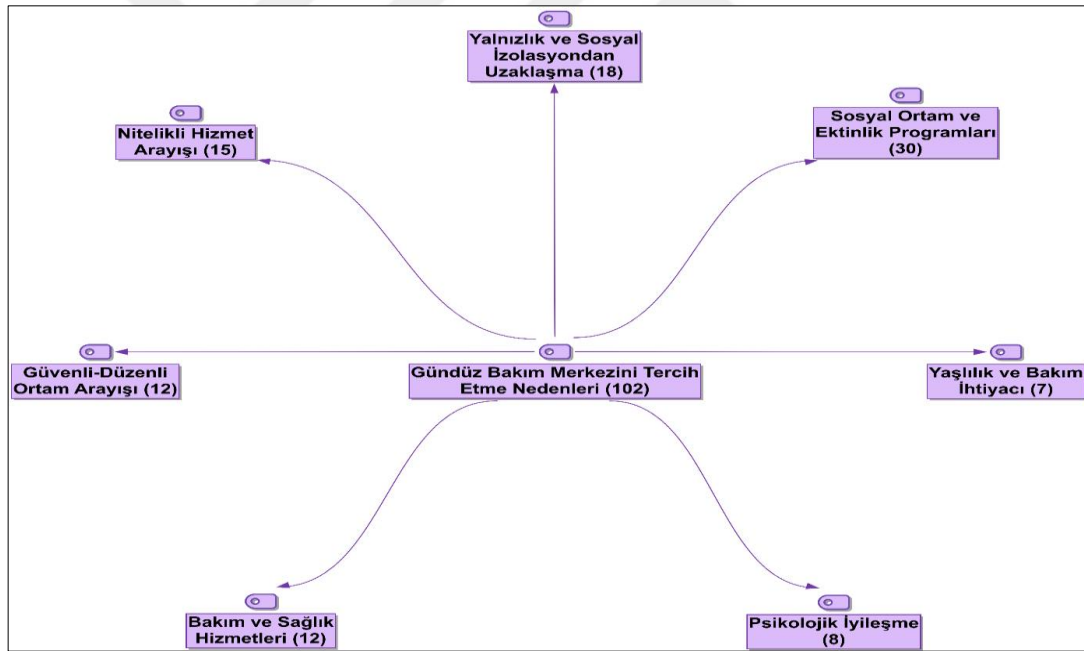 Yalnızlık ve Sosyal
İzolasyondan
Uzaklaşma (18)
Nitelikli Hizmet
Arayışı (15)
Sosyal Ortam ve
Ektinlik Programları
(30)
Güvenli-Düzenli
Ortam Arayışı (12)
Gündüz Bakım Merkezini Tercih
Etme Nedenleri (102)
Yaşlılık ve Bakım
İhtiyacı (7)
Bakım ve Sağlık
Hizmetleri (12)
Psikolojik İyileşme
(8)